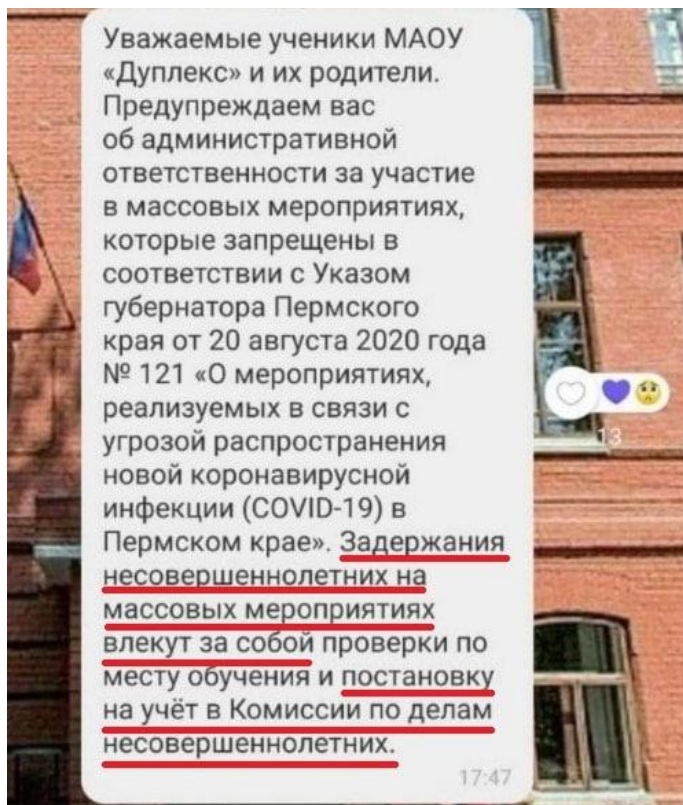 Уважаемые ученики МАОУ
«Дуплекс» и их родители.
Предупреждаем вас
об административной
ответственности за участие
в массовых мероприятиях,
которые запрещены в
соответствии с Указом
губернатора Пермского
края от 20 августа 2020 года
№ 121 «О мероприятиях,
реализуемых в связи с
угрозой распространения
новой коронавирусной
инфекции (COVID-19) в
Пермском крае». Задержания
несовершеннолетних на
массовых мероприятиях
влекут за собой проверки по
месту обучения и постановку
на учёт в Комиссии по делам
несовершеннолетних.
17:47
13